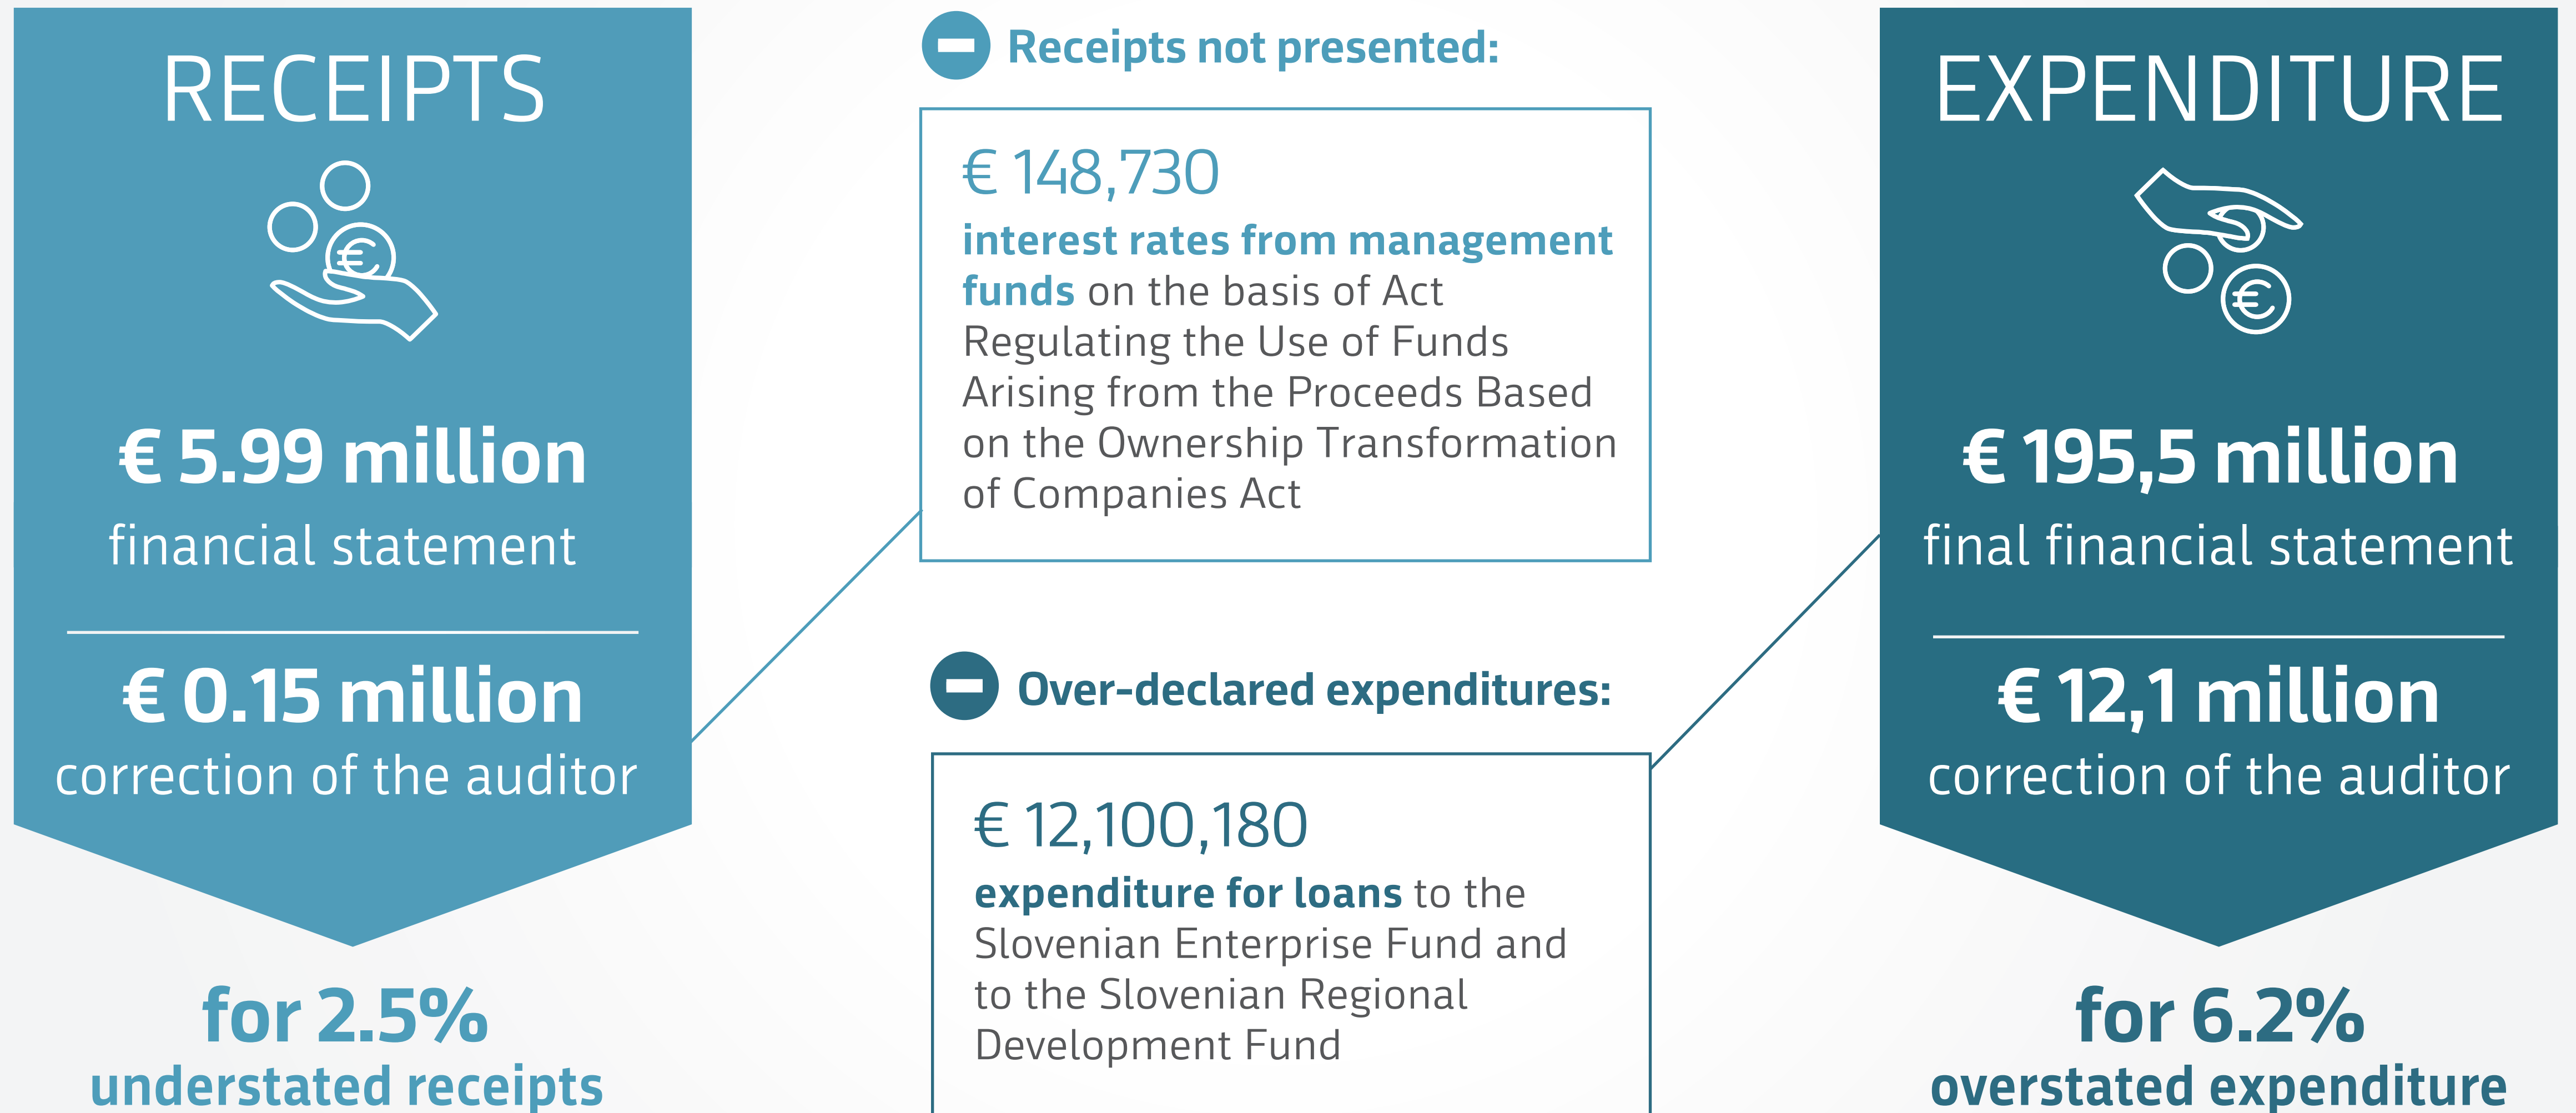 RECEIPTS
€
€ 5.99 million
financial statement
€ 0.15 million
correction of the auditor
for 2.5%
understated receipts
Receipts not presented:
€ 148,730
interest rates from management
funds on the basis of Act
Regulating the Use of Funds
Arising from the Proceeds Based
on the Ownership Transformation
of Companies Act
Over-declared expenditures:
€ 12,100,180
expenditure for loans to the
Slovenian Enterprise Fund and
to the Slovenian Regional
Development Fund
EXPENDITURE
€
€ 195,5 million
final financial statement
€ 12,1 million
correction of the auditor
for 6.2%
overstated expenditure